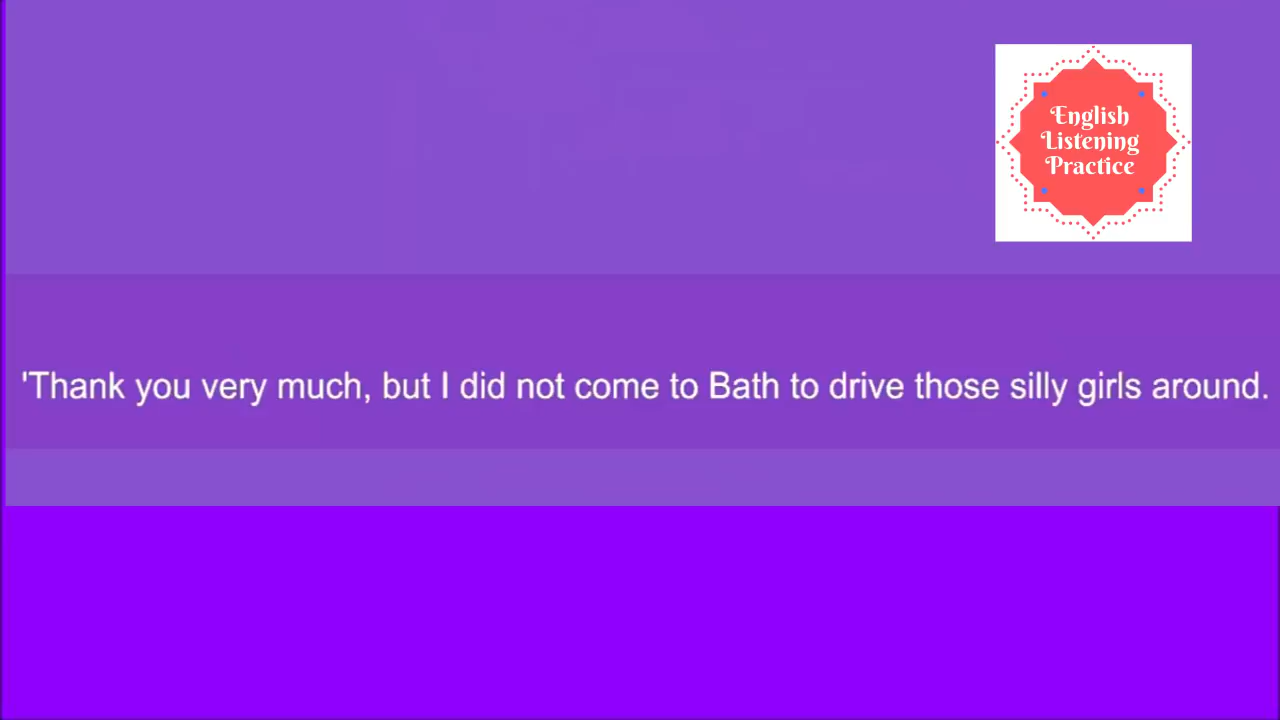 English
Listening
Practice
'Thank you very much, but I did not come to Bath to drive those silly girls around.